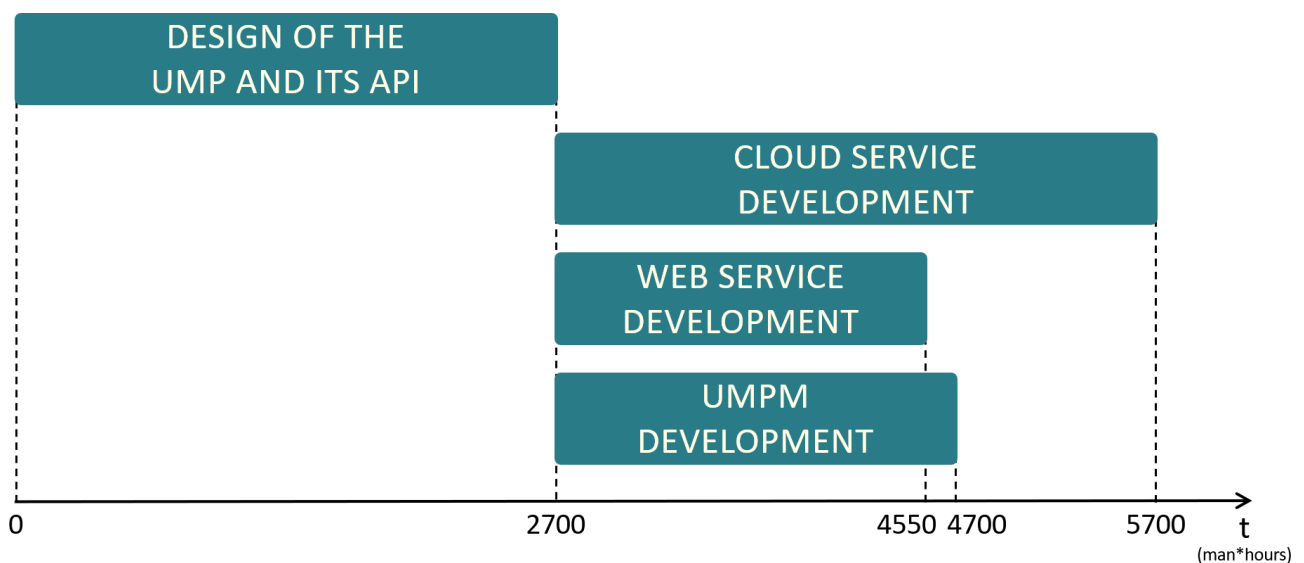 DESIGN OF THE
UMP AND ITS API
CLOUD SERVICE
DEVELOPMENT
WEB SERVICE
DEVELOPMENT
UMPM
DEVELOPMENT
0 2700 4550 4700 5700 t
(man*hours)